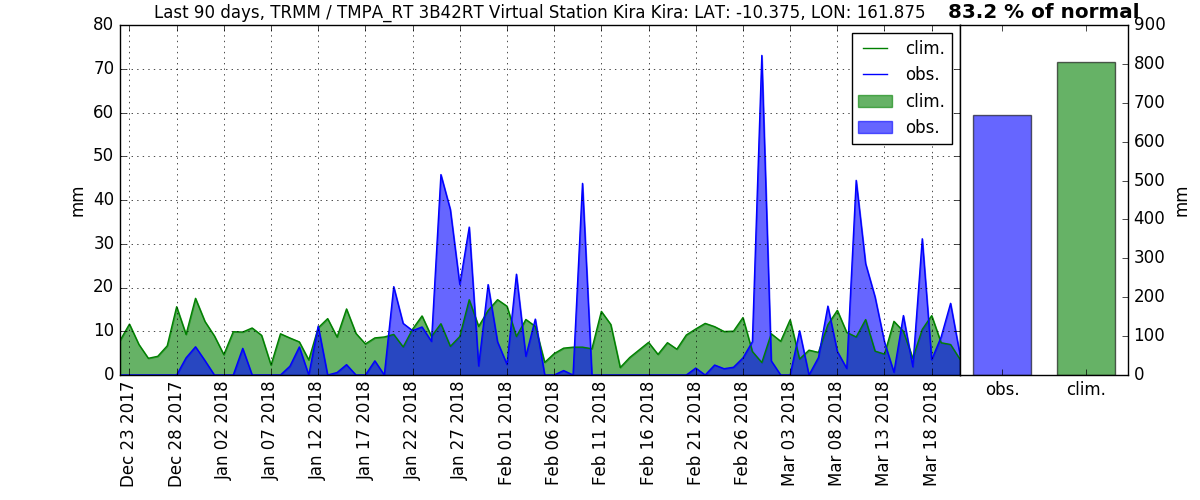 Last 90 days, TRMM / TMPA_RT 3B42RT Virtual Station Kira Kira: LAT: -10.375, LON: 161.875
83.2 % of normal
80
70
60
50
40
30
20
10
0
mm
clim.
obs.
clim.
obs.
Dec 23 2017
Dec 28 2017
Jan 02 2018
Jan 07 2018
Jan 12 2018
Jan 17 2018
Jan 22 2018
Jan 27 2018
Feb 01 2018
Feb 06 2018
Feb 11 2018
Feb 16 2018
Feb 21 2018
Feb 26 2018
Mar 03 2018
Mar 08 2018
Mar 13 2018
Mar 18 2018
900
800
700
600
500
400
300
200
100
0
mm
obs.
clim.